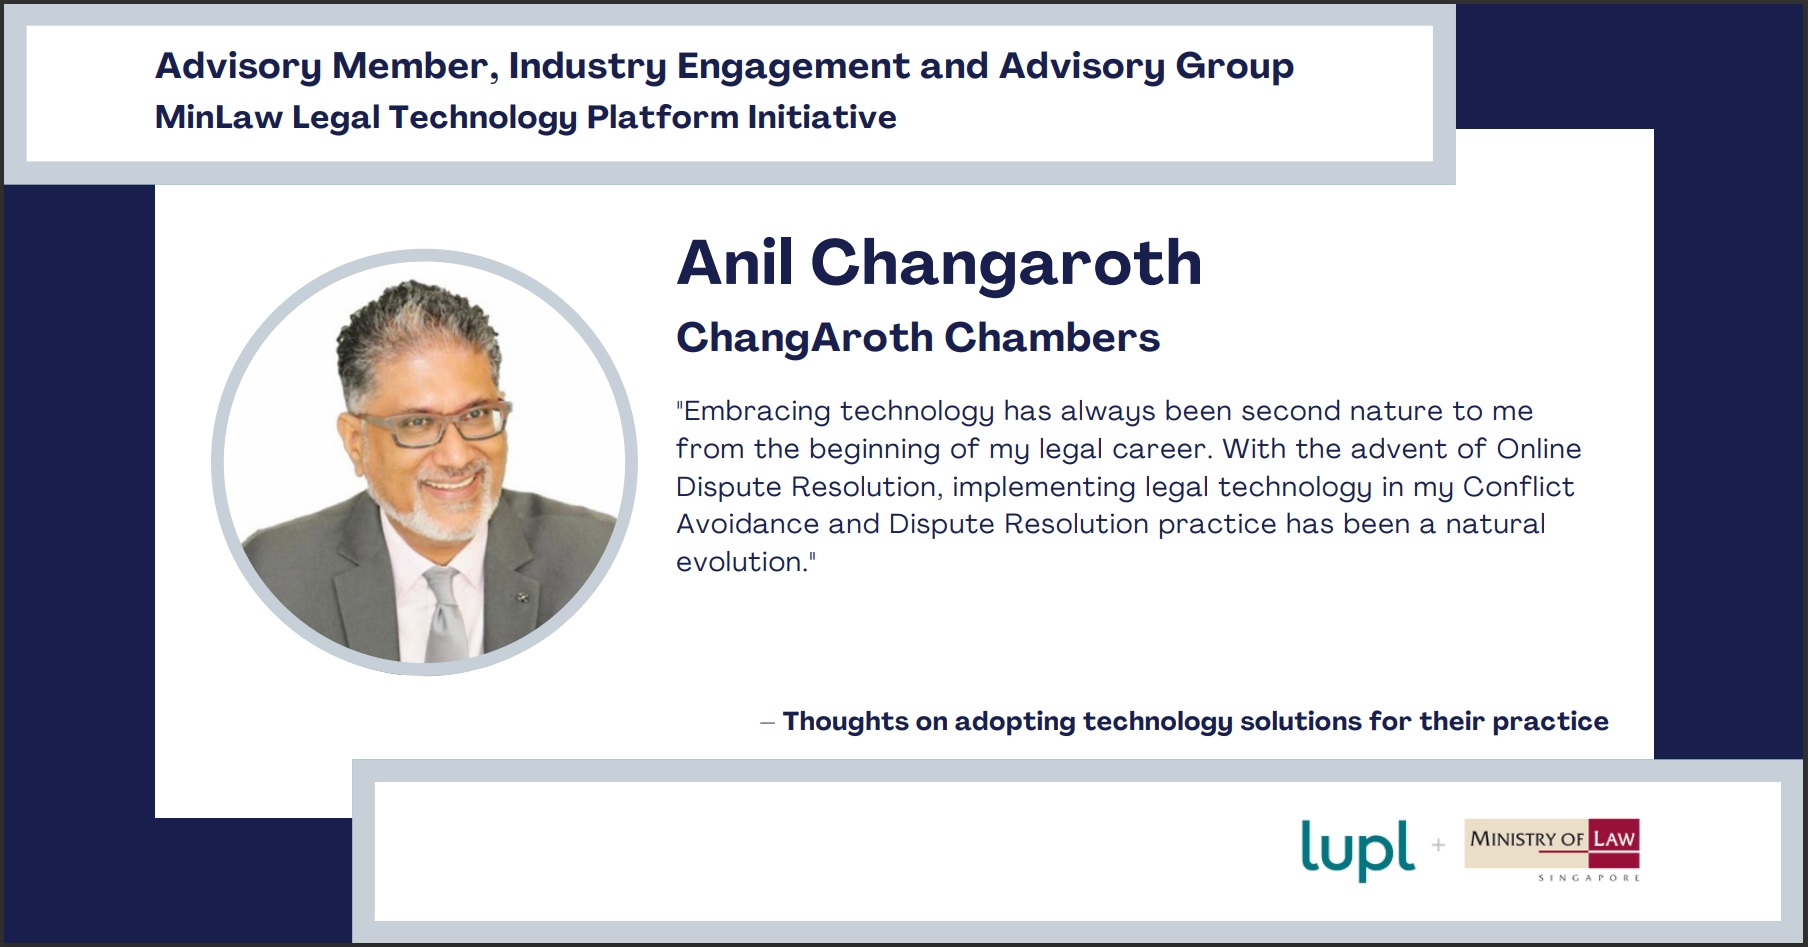 Advisory Member, Industry Engagement and Advisory Group
MinLaw Legal Technology Platform Initiative
Anil Changaroth
ChangAroth Chambers
"Embracing technology has always been second nature to me
from the beginning of my legal career. With the advent of Online
Dispute Resolution, implementing legal technology in my Conflict
Avoidance and Dispute Resolution practice has been a natural
evolution."
– Thoughts on adopting technology solutions for their practice
lupl + MINISTRY OF LAW
SINGAPORE